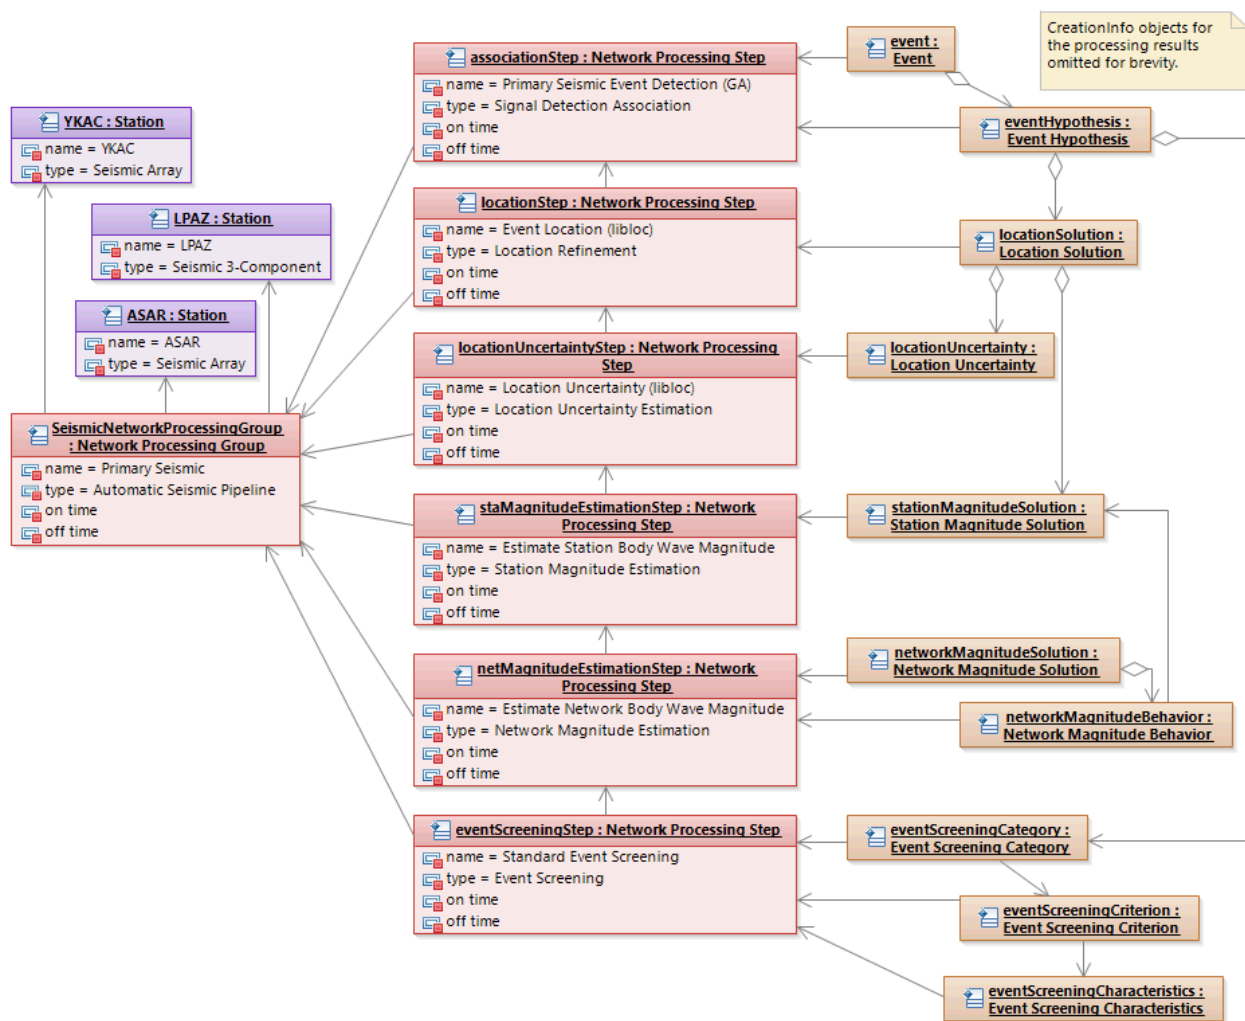 CreationInfo objects for
the processing results
omitted for brevity.
YKAC : Station
name = YKAC
type = Seismic Array
LPAZ : Station
name = LPAZ
type = Seismic 3-Component
ASAR : Station
name = ASAR
type = Seismic Array
SeismicNetworkProcessingGroup
: Network Processing Group
name = Primary Seismic
type = Automatic Seismic Pipeline
on time
off time
associationStep : Network Processing Step
name = Primary Seismic Event Detection (GA)
type = Signal Detection Association
on time
off time
locationStep : Network Processing Step
name = Event Location (libloc)
type = Location Refinement
on time
off time
locationUncertaintyStep : Network Processing
Step
name = Location Uncertainty (libloc)
type = Location Uncertainty Estimation
on time
off time
staMagnitudeEstimationStep : Network
Processing Step
name = Estimate Station Body Wave Magnitude
type = Station Magnitude Estimation
on time
off time
netMagnitudeEstimationStep : Network
Processing Step
name = Estimate Network Body Wave Magnitude
type = Network Magnitude Estimation
on time
off time
eventScreeningStep : Network Processing Step
name = Standard Event Screening
type = Event Screening
on time
off time
event :
Event
eventHypothesis :
Event Hypothesis
locationSolution :
Location Solution
locationUncertainty :
Location Uncertainty
stationMagnitudeSolution :
Station Magnitude Solution
networkMagnitudeSolution :
Network Magnitude Solution
networkMagnitudeBehavior :
Network Magnitude Behavior
eventScreeningCategory :
Event Screening Category
eventScreeningCriterion :
Event Screening Criterion
eventScreeningCharacteristics :
Event Screening Characteristics